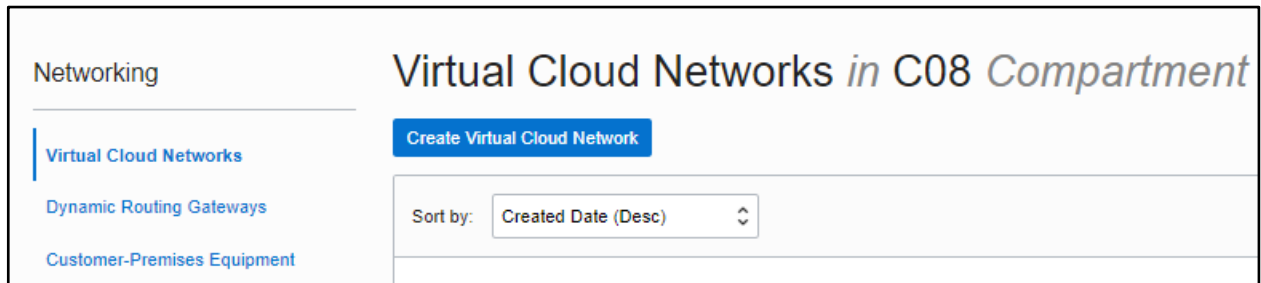 Networking
Virtual Cloud Networks
Dynamic Routing Gateways
Customer-Premises Equipment
Virtual Cloud Networks in C08 Compartment
Create Virtual Cloud Network
Sort by: Created Date (Desc)